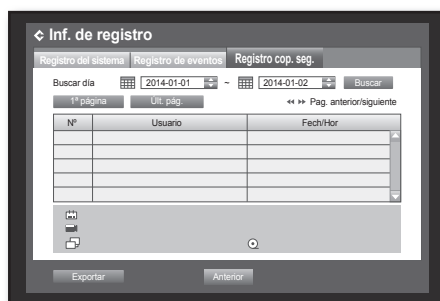 Inf. de registro
Registro del sistema Registro de eventos Registro cop. seg.
Buscar día 2014-01-01 ~ 2014-01-02 Buscar
1ª página Últ. pág. Pag. anterior/siguiente
Nº Usuario Fech/Hor
Exportar Anterior